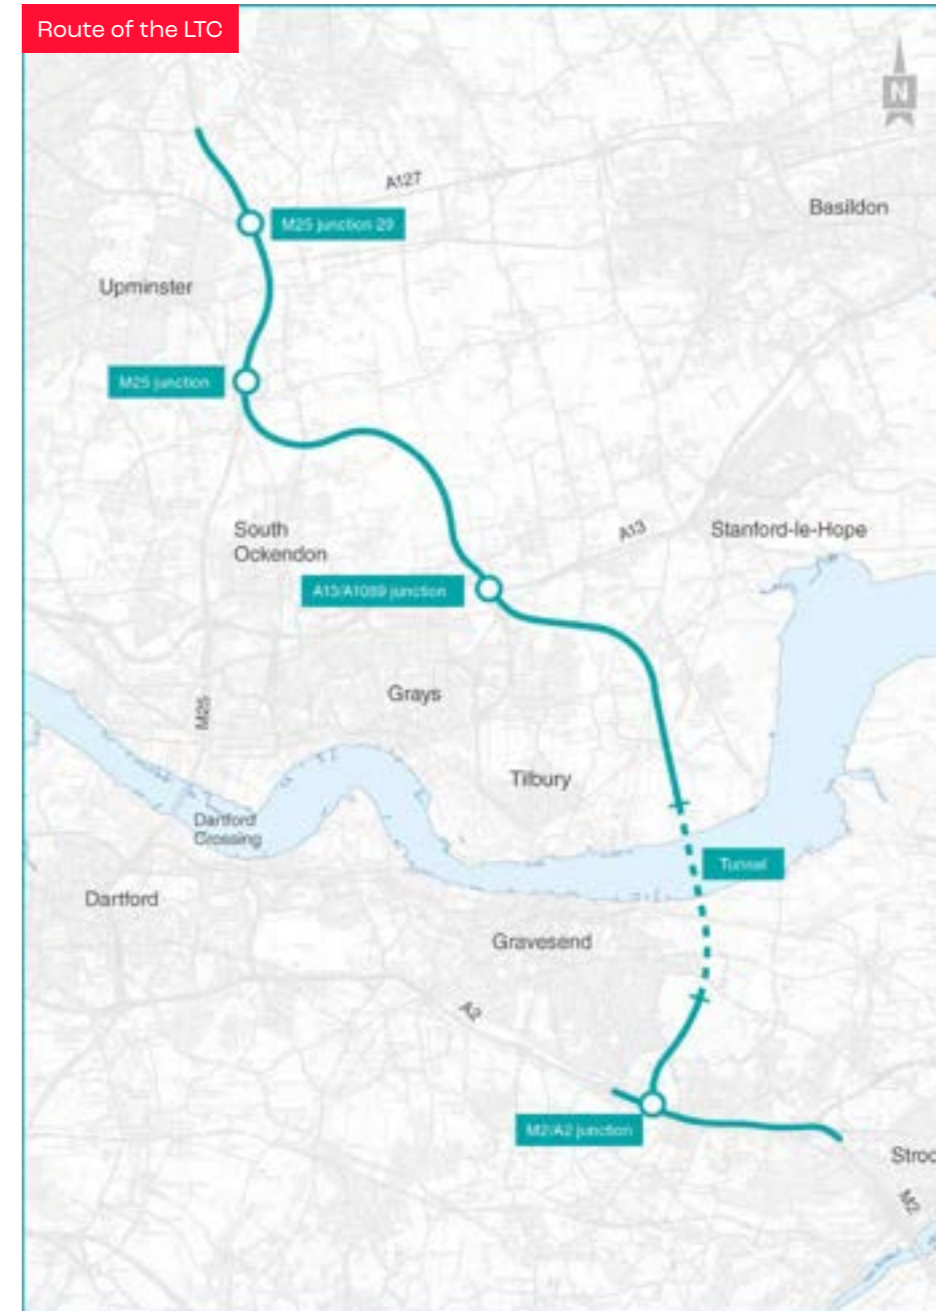 Route of the LTC
N
A127
Basildon
M25 junction 29
Upminster
M25 junction
South
Ockendon
A13
Stanford-le-Hope
A13/A1089 junction
Grays
M25
Tilbury
Dartford
Crossing
Tunnel
Dartford
Gravesend
A2
M2/A2 junction
Stroo
M2